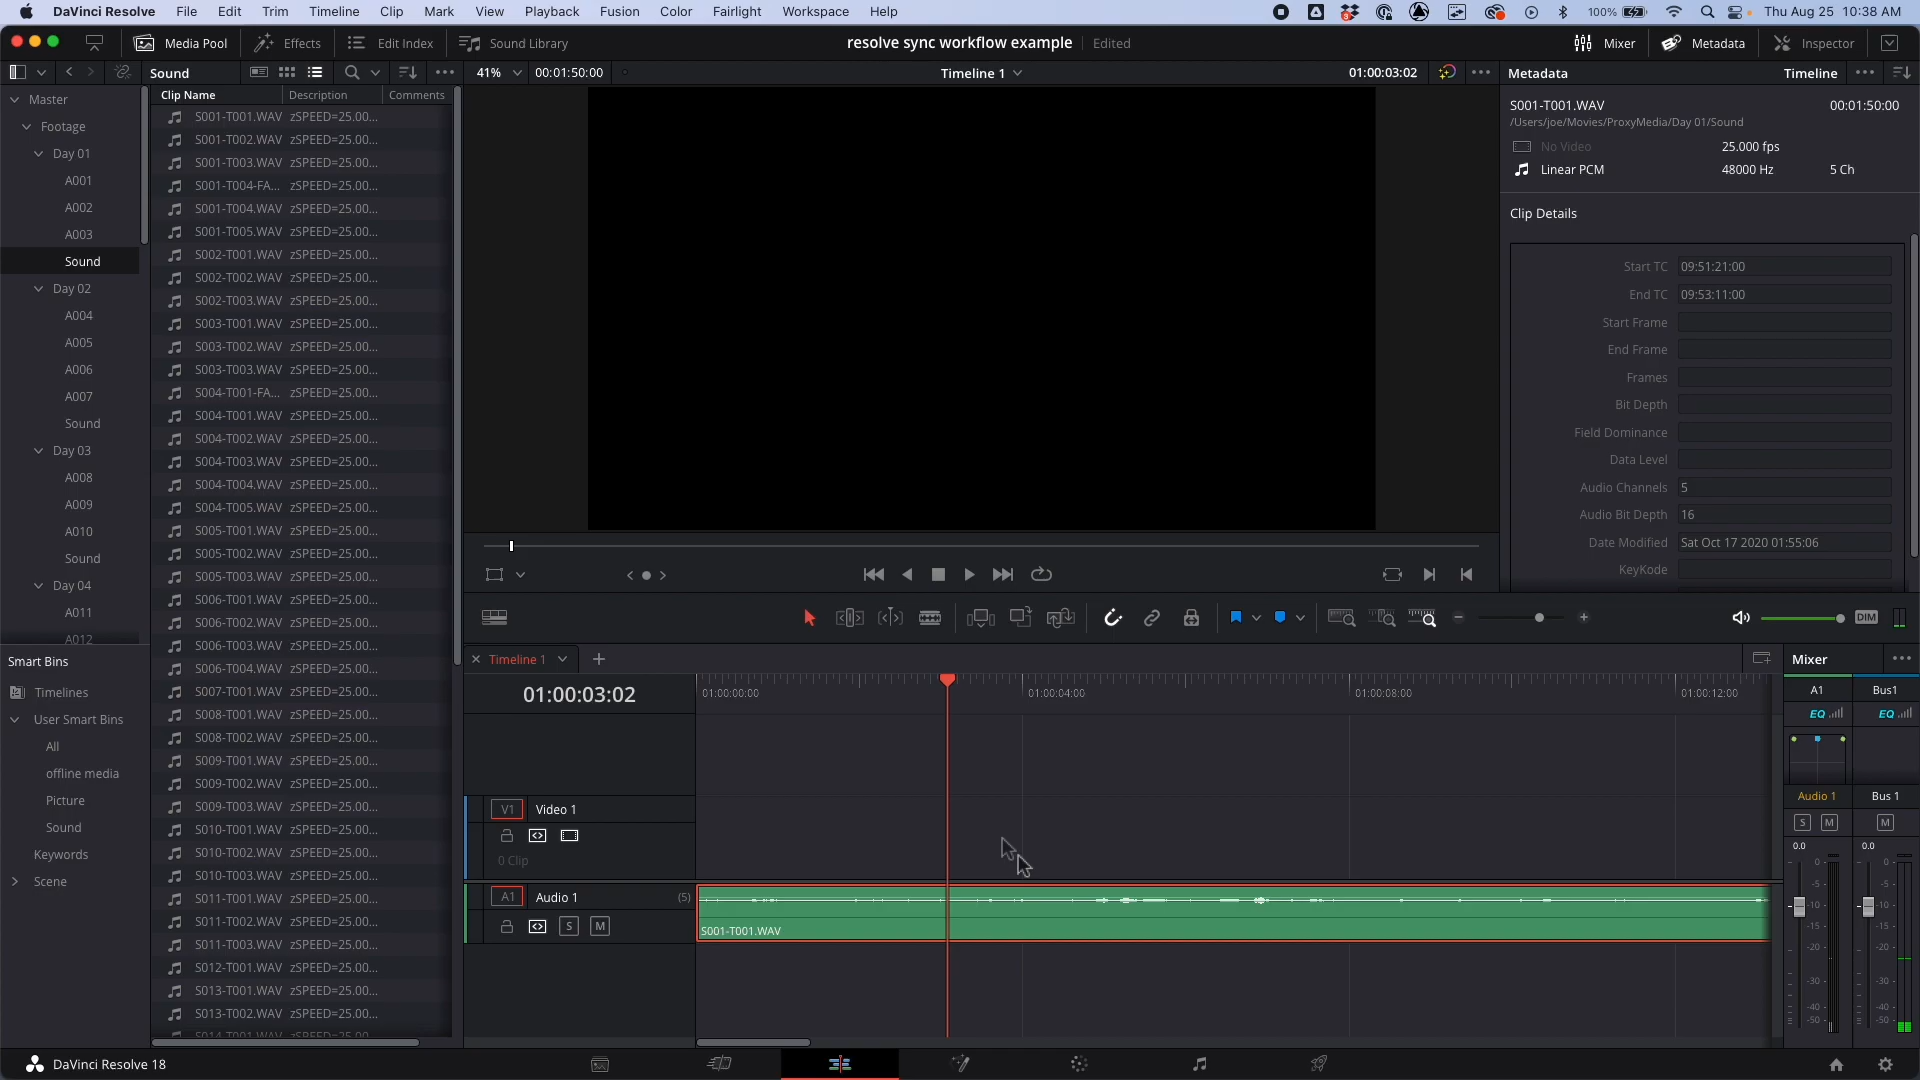 DaVinci Resolve File Edit Trim Timeline Clip Mark View Playback Fusion Color Fairlight Workspace Help 100% Thu Aug 25 10:38 AM
Media Pool Effects Edit Index Sound Library resolve sync workflow example Edited Mixer Metadata Inspector
Sound 41% 00:01:50:00 Timeline 1 01:00:03:02 Metadata Timeline
Master
Footage
Day 01
A001
A002
A003
Sound
Day 02
A004
A005
A006
A007
Sound
Day 03
A008
A009
A010
Sound
Day 04
A011
A012
Smart Bins
Timelines
User Smart Bins
All
offline media
Picture
Sound
Keywords
Scene
Clip Name Description Comments
S001-T001.WAV zSPEED=25.00...
S001-T002.WAV zSPEED=25.00...
S001-T003.WAV zSPEED=25.00...
S001-T004-FA... zSPEED=25.00...
S001-T004.WAV zSPEED=25.00...
S001-T005.WAV zSPEED=25.00...
S002-T001.WAV zSPEED=25.00...
S002-T002.WAV zSPEED=25.00...
S002-T003.WAV zSPEED=25.00...
S003-T001.WAV zSPEED=25.00...
S003-T002.WAV zSPEED=25.00...
S003-T003.WAV zSPEED=25.00...
S004-T001-FA... zSPEED=25.00...
S004-T001.WAV zSPEED=25.00...
S004-T002.WAV zSPEED=25.00...
S004-T003.WAV zSPEED=25.00...
S004-T004.WAV zSPEED=25.00...
S004-T005.WAV zSPEED=25.00...
S005-T001.WAV zSPEED=25.00...
S005-T002.WAV zSPEED=25.00...
S005-T003.WAV zSPEED=25.00...
S006-T001.WAV zSPEED=25.00...
S006-T002.WAV zSPEED=25.00...
S006-T003.WAV zSPEED=25.00...
S006-T004.WAV zSPEED=25.00...
S007-T001.WAV zSPEED=25.00...
S008-T001.WAV zSPEED=25.00...
S008-T002.WAV zSPEED=25.00...
S009-T001.WAV zSPEED=25.00...
S009-T002.WAV zSPEED=25.00...
S009-T003.WAV zSPEED=25.00...
S010-T001.WAV zSPEED=25.00...
S010-T002.WAV zSPEED=25.00...
S010-T003.WAV zSPEED=25.00...
S011-T001.WAV zSPEED=25.00...
S011-T002.WAV zSPEED=25.00...
S011-T003.WAV zSPEED=25.00...
S012-T001.WAV zSPEED=25.00...
S013-T001.WAV zSPEED=25.00...
S013-T002.WAV zSPEED=25.00...
S014-T001.WAV zSPEED=25.00
S001-T001.WAV 00:01:50:00
/Users/joe/Movies/ProxyMedia/Day 01/Sound
No Video 25.000 fps
Linear PCM 48000 Hz 5 Ch
Clip Details
Start TC 09:51:21:00
End TC 09:53:11:00
Start Frame
End Frame
Frames
Bit Depth
Field Dominance
Data Level
Audio Channels 5
Audio Bit Depth 16
Date Modified Sat Oct 17 2020 01:55:06
KeyKode
DIM
Timeline 1
01:00:03:02
01:00:00:00 01:00:04:00 01:00:08:00 01:00:12:00
V1 Video 1
0 Clip
A1 Audio 1 (5)
S M
S001-T001.WAV
Mixer
A1 Bus1
EQ EQ
Audio 1 Bus 1
S M M
0.0 0.0
0 0
-5 -5
-10 -10
-15 -15
-20 -20
-30 -30
-40 -40
-50 -50
DaVinci Resolve 18